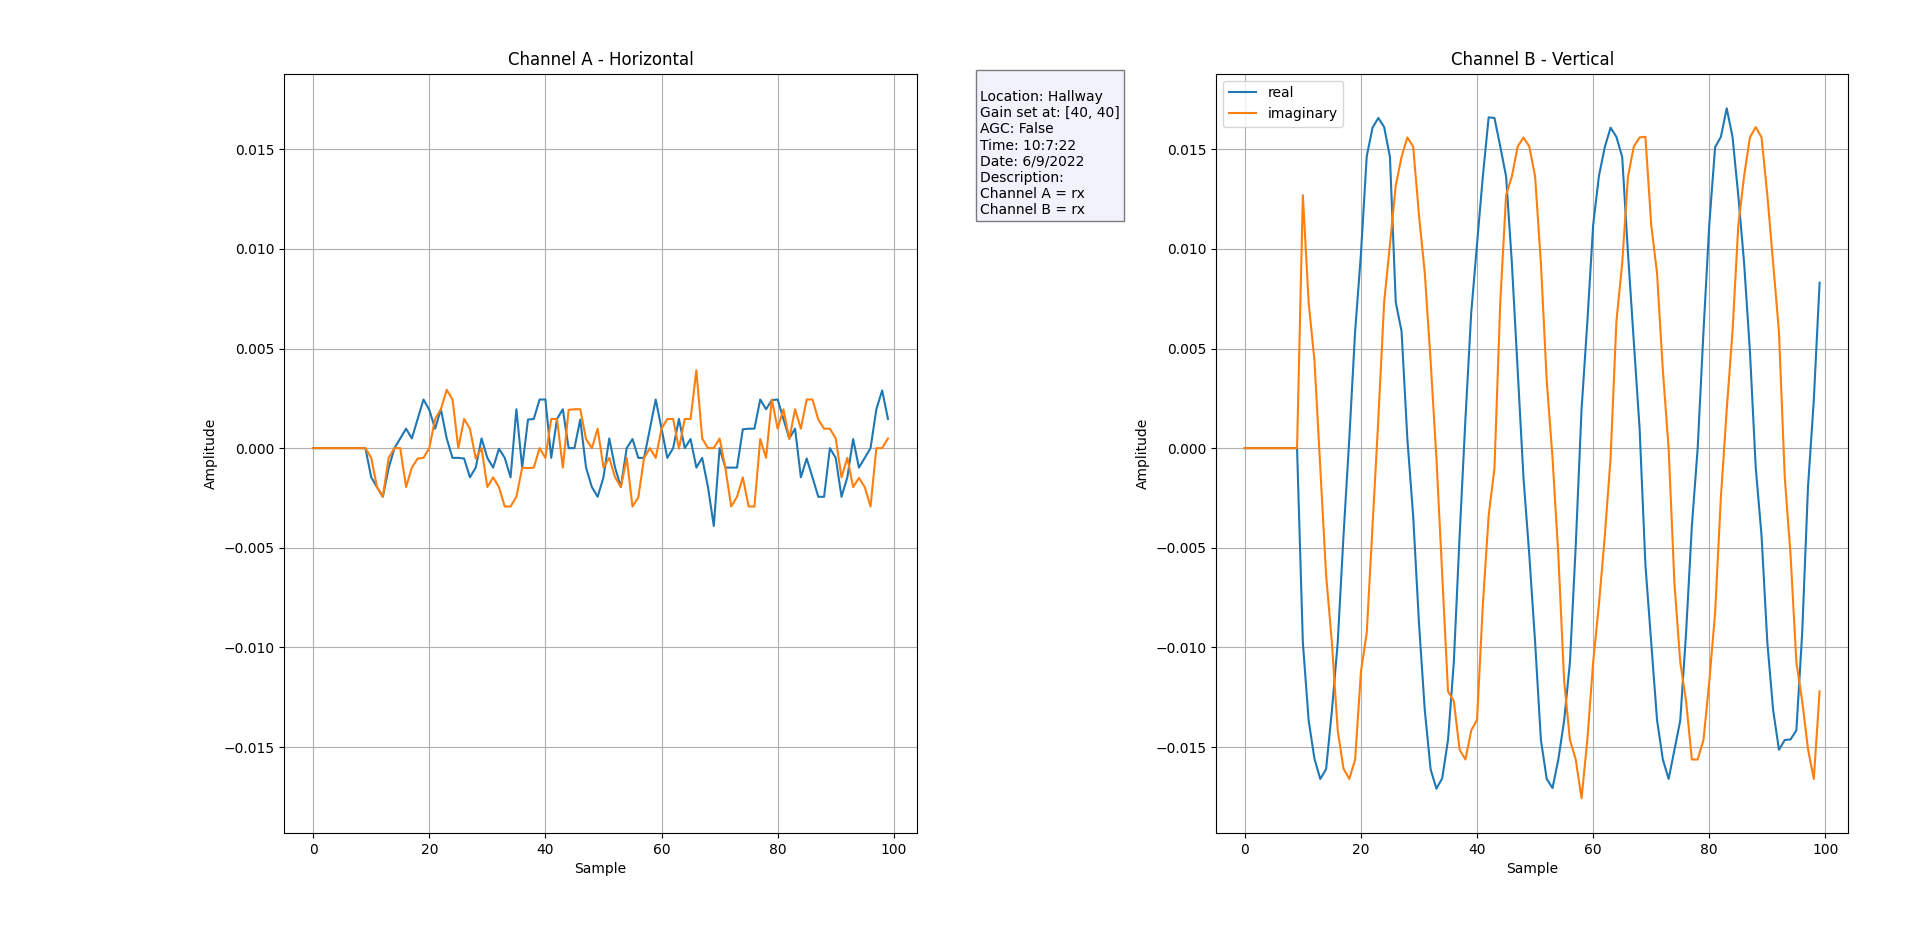 Channel A - Horizontal
0.015
0.010
0.005
0.000
−0.005
−0.010
−0.015
Amplitude
0 20 40 60 80 100
Sample
Location: Hallway
Gain set at: [40, 40]
AGC: False
Time: 10:7:22
Date: 6/9/2022
Description:
Channel A = rx
Channel B = rx
Channel B - Vertical
real
imaginary
0.015
0.010
0.005
0.000
−0.005
−0.010
−0.015
Amplitude
0 20 40 60 80 100
Sample